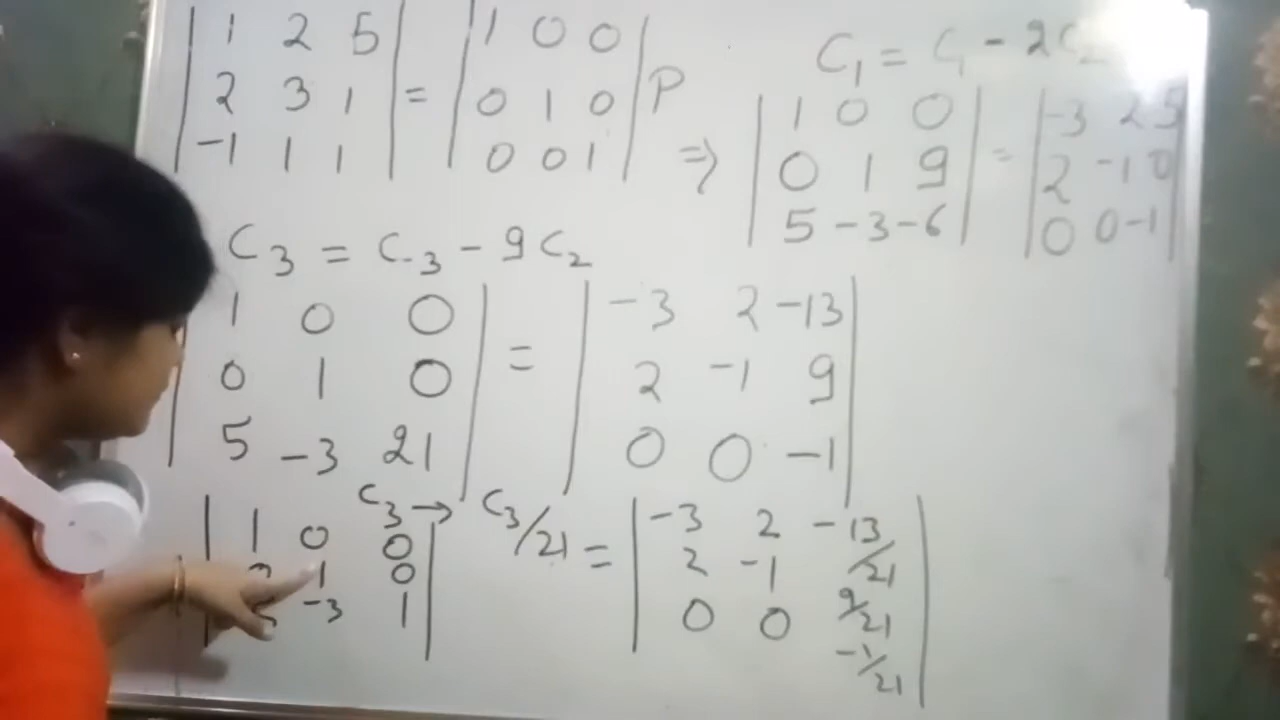 | 1 2 5 | = | 1 0 0 | P
| 2 3 1 | | 0 1 0 |
| -1 1 1 | | 0 0 1 |
C1 = C1 - 2C2
⇒ | 1 0 0 | = | -3 2 5 |
| 0 1 9 | | 2 -1 0 |
| 5 -3 -6 | | 0 0 -1 |
C3 = C3 - 9C2
| 1 0 0 | = | -3 2 -13 |
| 0 1 0 | | 2 -1 9 |
| 5 -3 21 | | 0 0 -1 |
C3 → C3/21
| 1 0 0 | = | -3 2 -13/21 |
1 0 | | 2 -1 9/21 |
-3 1 | | 0 0 -1/21 |